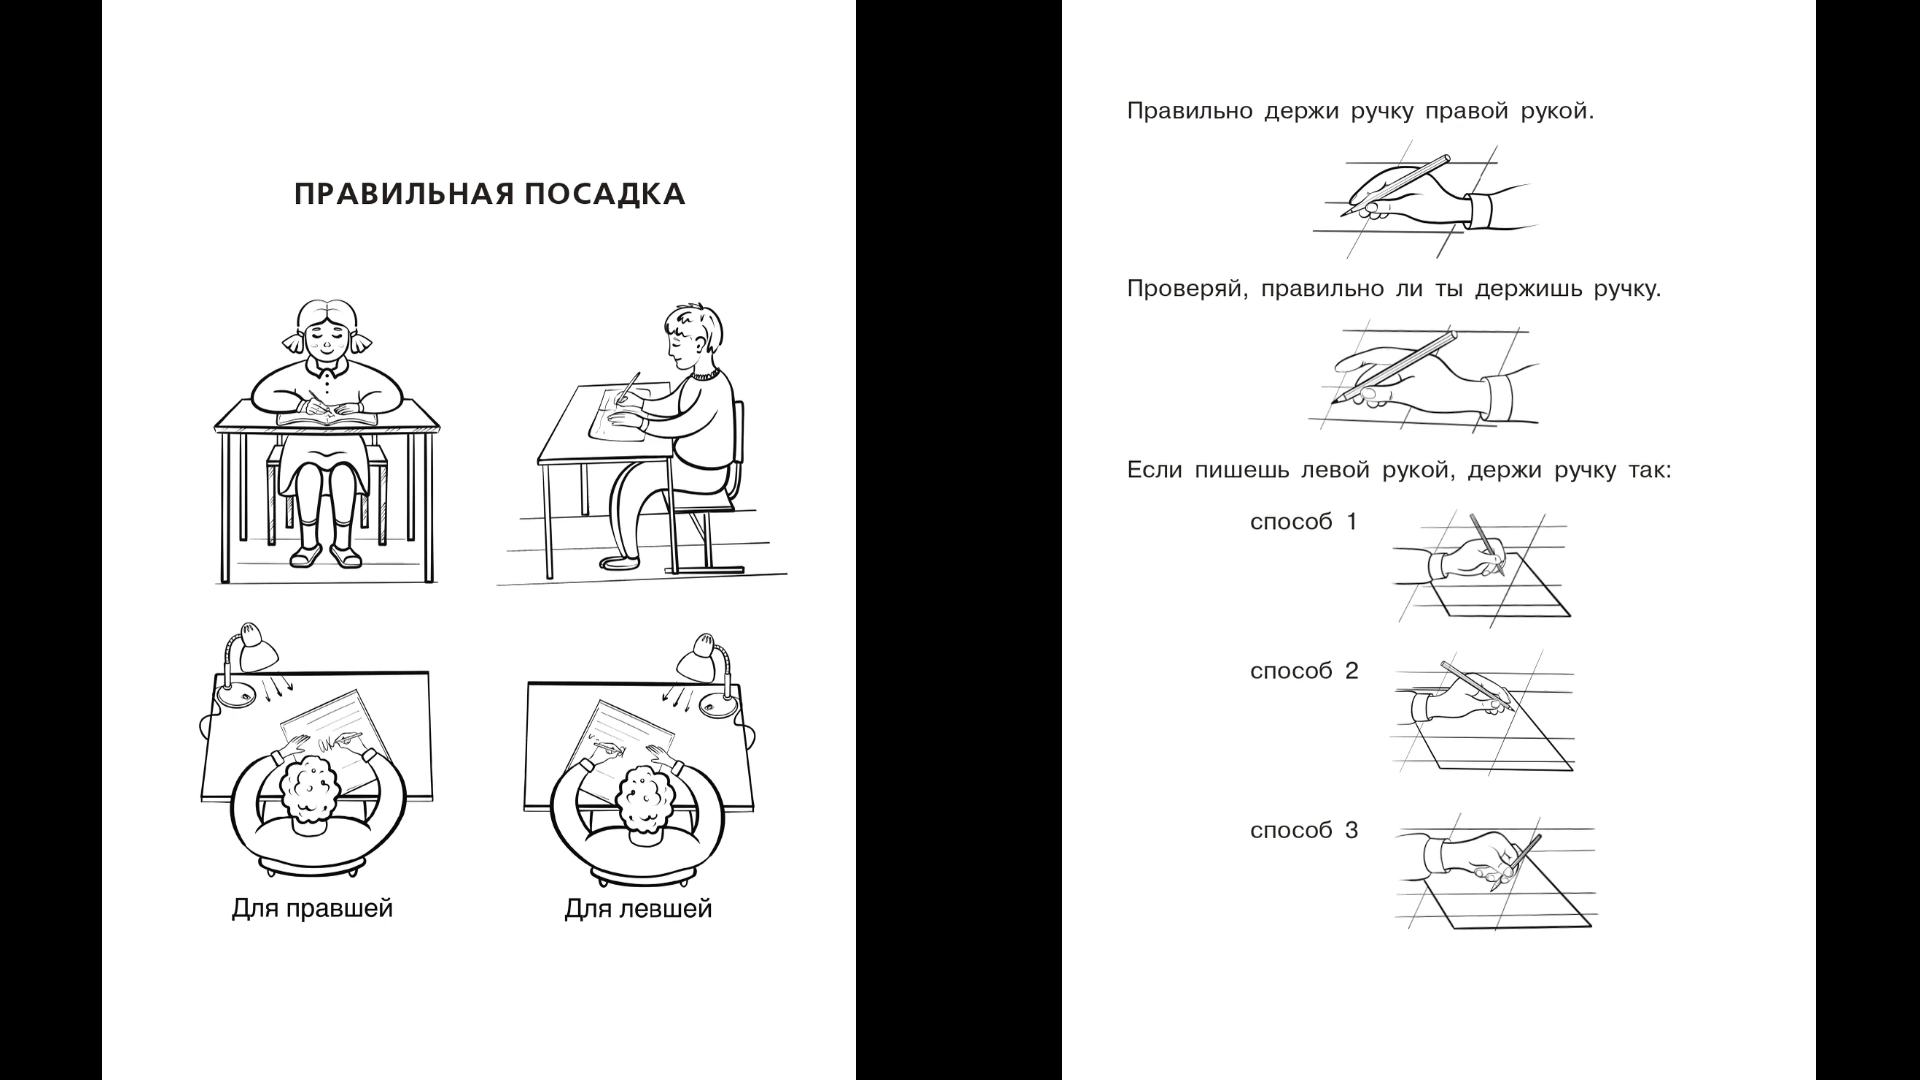 ПРАВИЛЬНАЯ ПОСАДКА
Для правшей
Для левшей
Правильно держи ручку правой рукой.
Проверяй, правильно ли ты держишь ручку.
Если пишешь левой рукой, держи ручку так:
способ 1
способ 2
способ 3